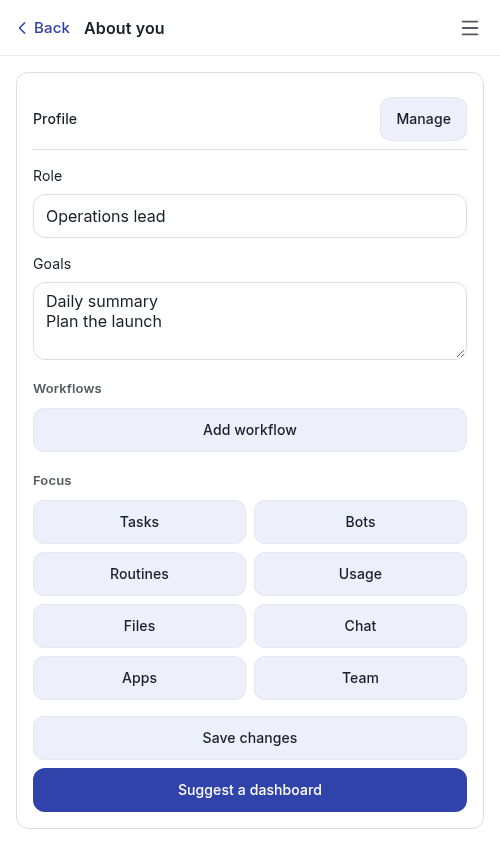 Back
About you
Profile
Manage
Role
Operations lead
Goals
Daily summary
Plan the launch
Workflows
Add workflow
Focus
Tasks
Bots
Routines
Usage
Files
Chat
Apps
Team
Save changes
Suggest a dashboard